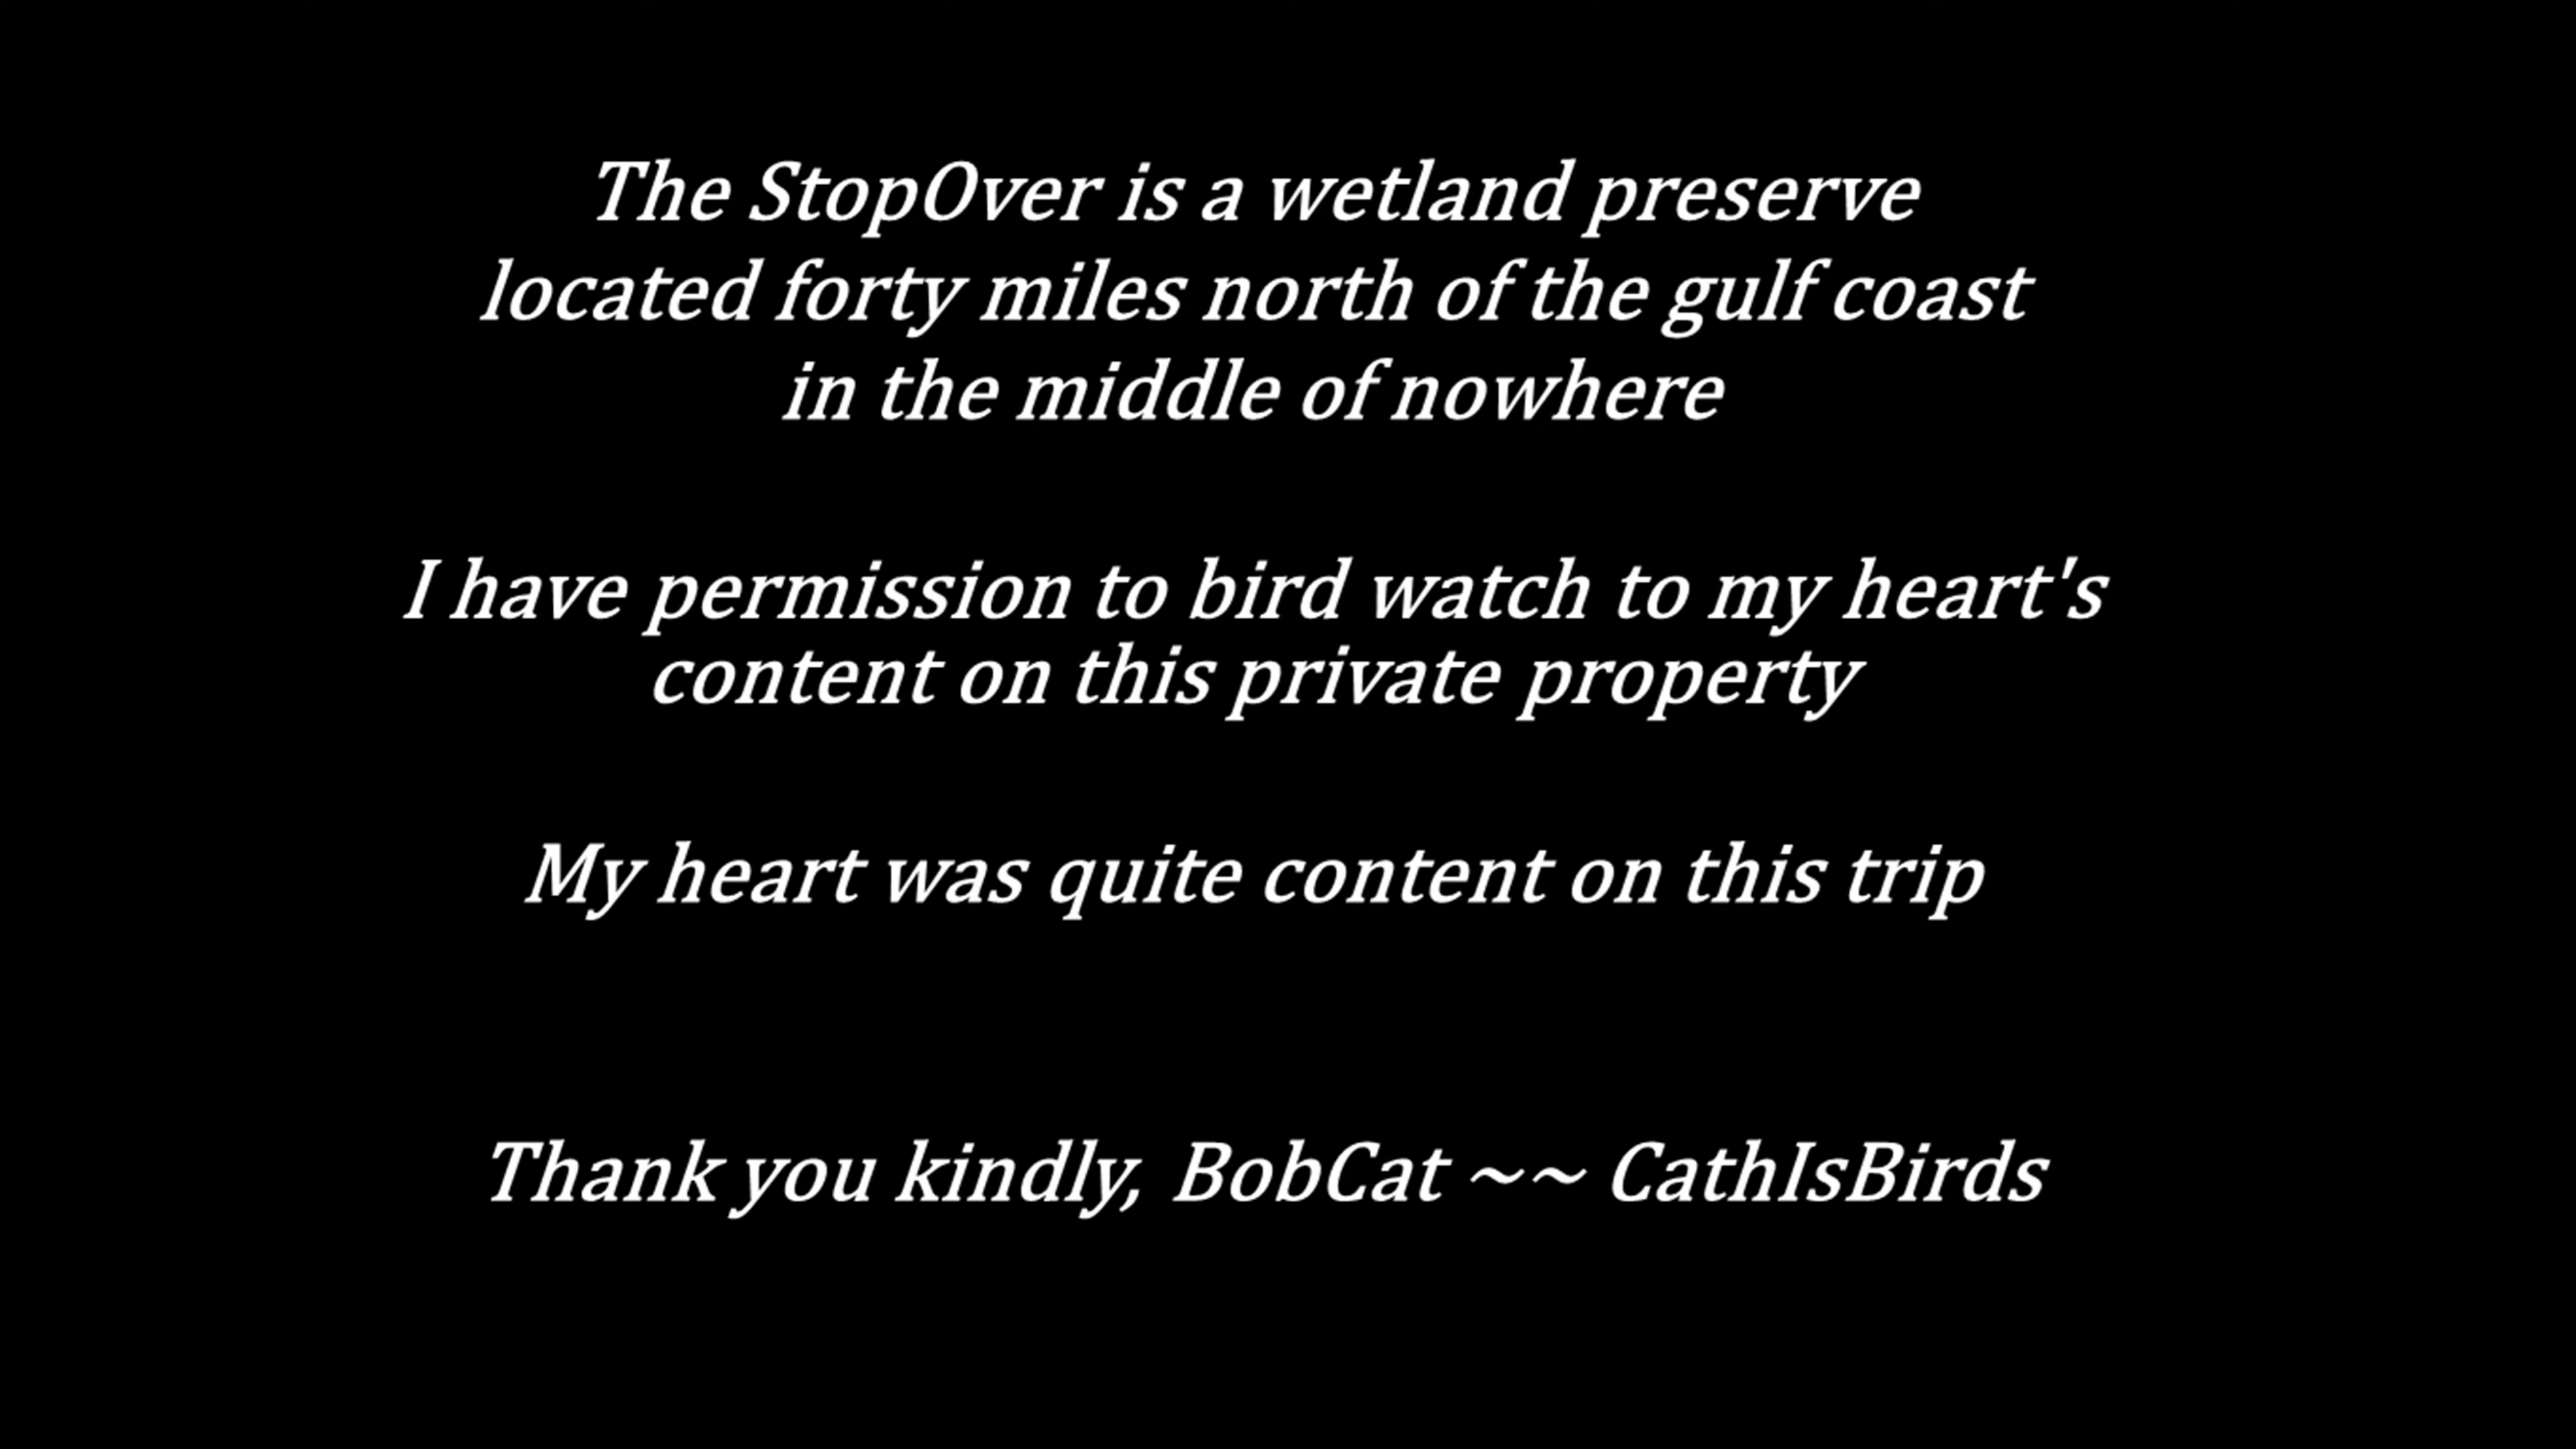 The StopOver is a wetland preserve
located forty miles north of the gulf coast
in the middle of nowhere
I have permission to bird watch to my heart's
content on this private property
My heart was quite content on this trip
Thank you kindly, BobCat ~~ CathIsBirds